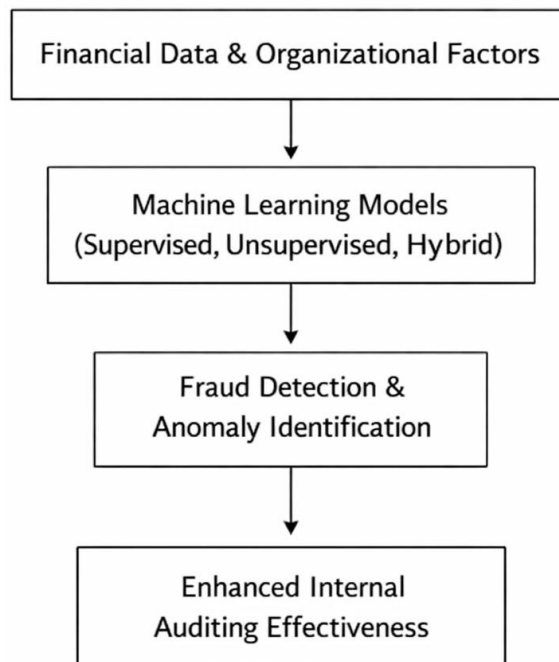 Financial Data & Organizational Factors
Machine Learning Models
(Supervised, Unsupervised, Hybrid)
Fraud Detection &
Anomaly Identification
Enhanced Internal
Auditing Effectiveness